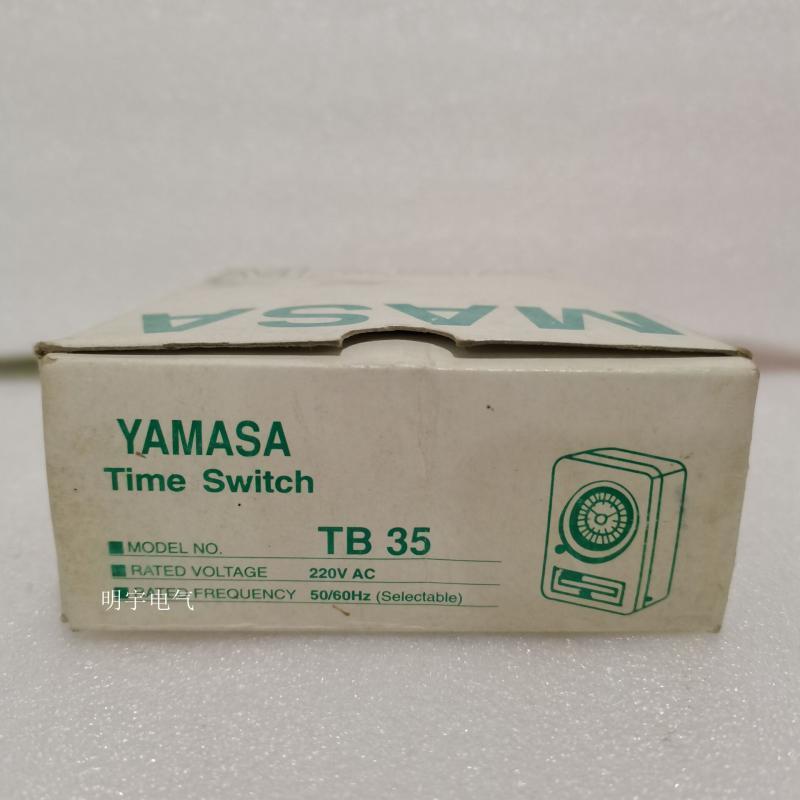 MASA
YAMASA
Time Switch
MODEL NO. TB 35
RATED VOLTAGE 220V AC
RATED FREQUENCY 50/60Hz (Selectable)
明宇电气